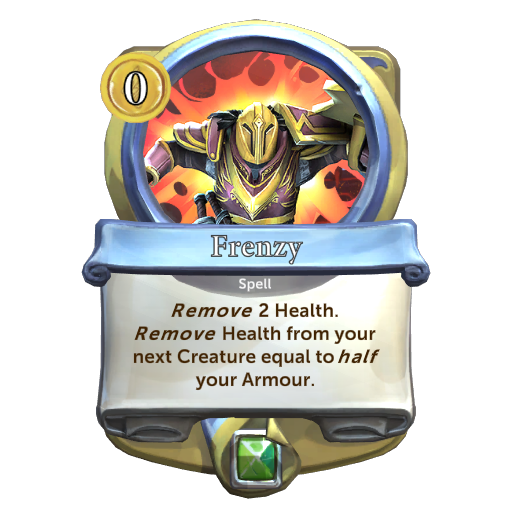 0
Frenzy
Spell
Remove 2 Health.
Remove Health from your
next Creature equal to half
your Armour.